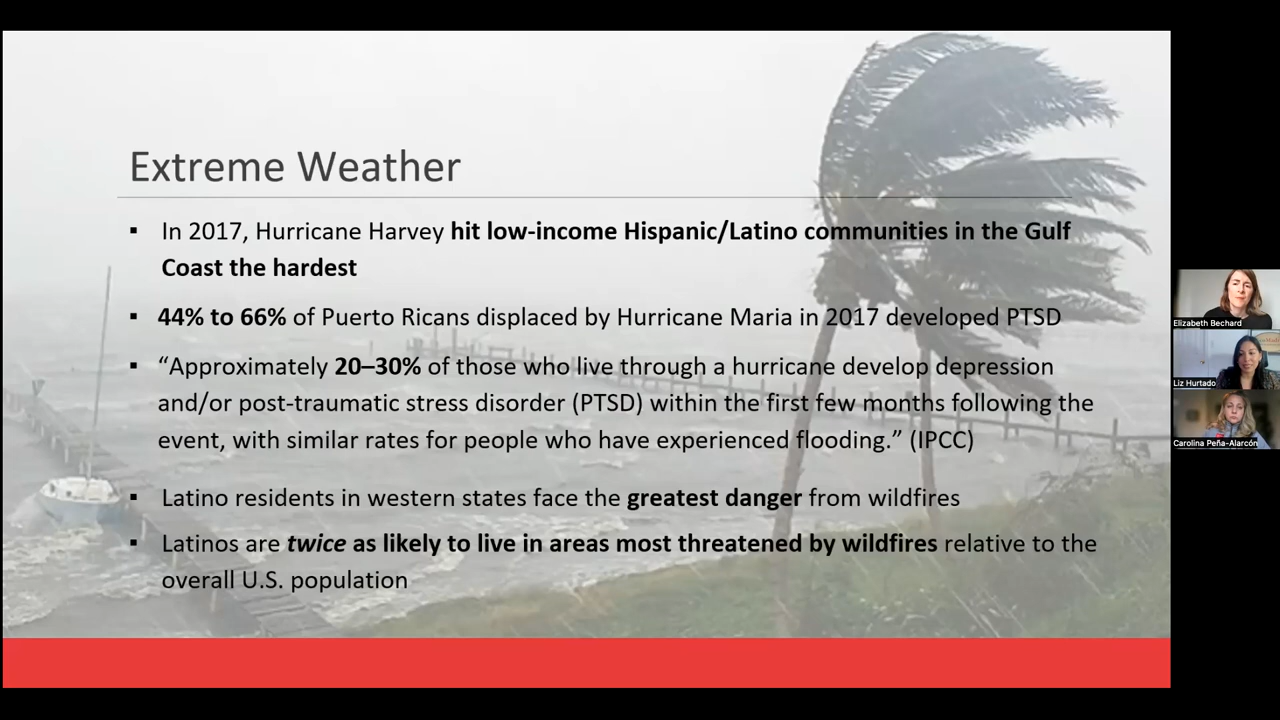 Extreme Weather
▪ In 2017, Hurricane Harvey hit low-income Hispanic/Latino communities in the Gulf
Coast the hardest
▪ 44% to 66% of Puerto Ricans displaced by Hurricane Maria in 2017 developed PTSD
▪ “Approximately 20–30% of those who live through a hurricane develop depression
and/or post-traumatic stress disorder (PTSD) within the first few months following the
event, with similar rates for people who have experienced flooding.” (IPCC)
▪ Latino residents in western states face the greatest danger from wildfires
▪ Latinos are twice as likely to live in areas most threatened by wildfires relative to the
overall U.S. population
Elizabeth Bechard
Liz Hurtado
Carolina Peña-Alarcón